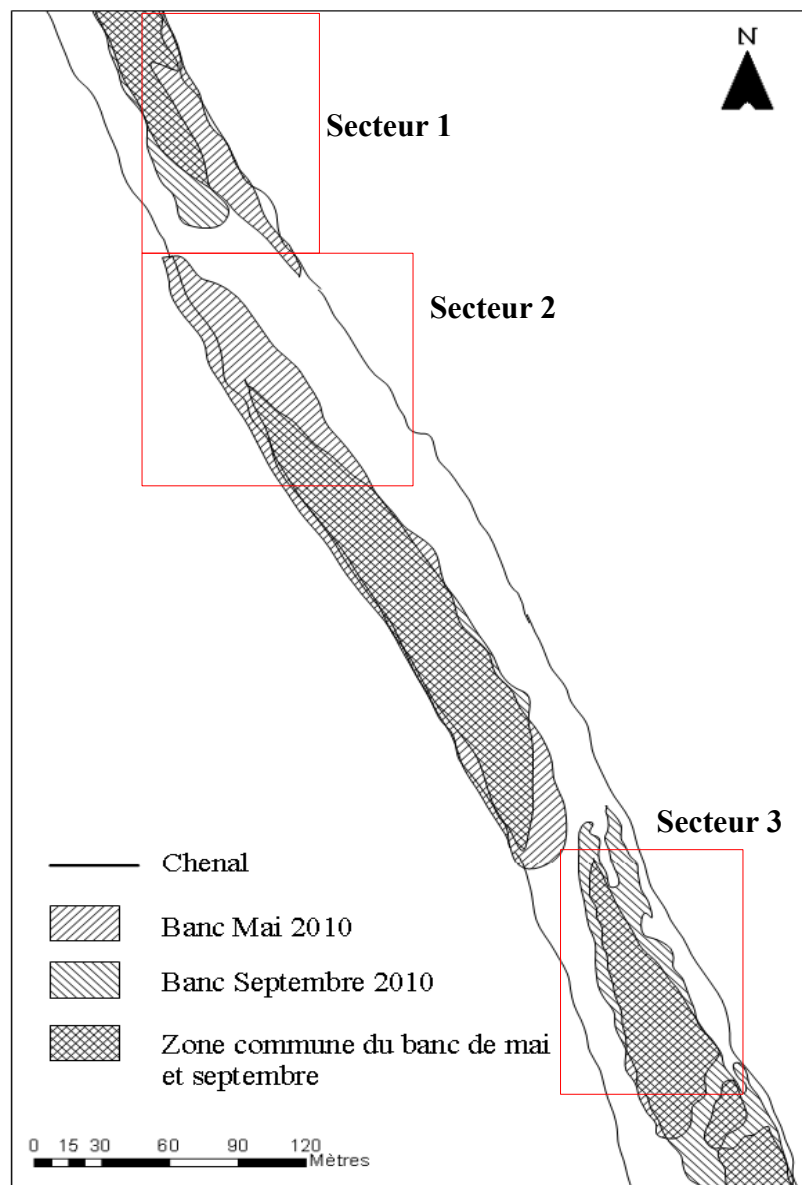 N
Secteur 1
Secteur 2
Secteur 3
Chenal
Banc Mai 2010
Banc Septembre 2010
Zone commune du banc de mai
et septembre
0 15 30 60 90 120
Mètres